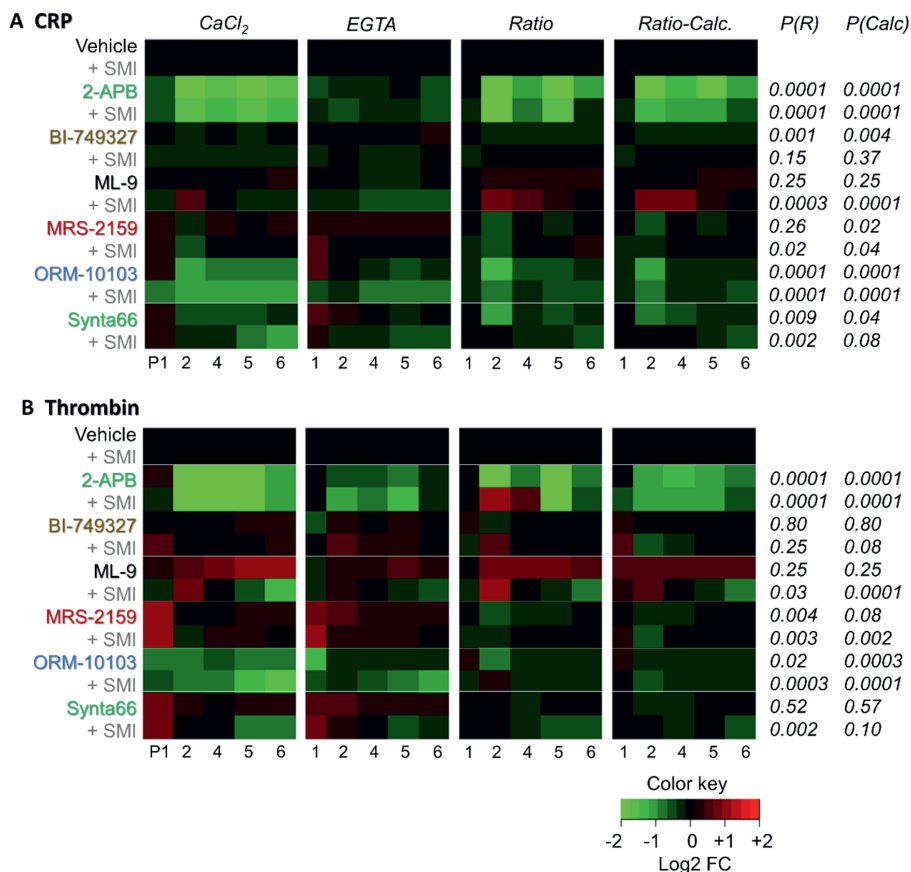 A CRP
CaCl2 EGTA Ratio Ratio-Calc. P(R) P(Calc)
Vehicle
+ SMI
2-APB 0.0001 0.0001
+ SMI 0.0001 0.0001
BI-749327 0.001 0.004
+ SMI 0.15 0.37
ML-9 0.25 0.25
+ SMI 0.0003 0.0001
MRS-2159 0.26 0.02
+ SMI 0.02 0.04
ORM-10103 0.0001 0.0001
+ SMI 0.0001 0.0001
Synta66 0.009 0.04
+ SMI 0.002 0.08
P1 2 4 5 6 1 2 4 5 6 1 2 4 5 6 1 2 4 5 6
B Thrombin
Vehicle
+ SMI
2-APB 0.0001 0.0001
+ SMI 0.0001 0.0001
BI-749327 0.80 0.80
+ SMI 0.25 0.08
ML-9 0.25 0.25
+ SMI 0.03 0.0001
MRS-2159 0.004 0.08
+ SMI 0.003 0.002
ORM-10103 0.02 0.0003
+ SMI 0.0003 0.0001
Synta66 0.52 0.57
+ SMI 0.002 0.10
P1 2 4 5 6 1 2 4 5 6 1 2 4 5 6 1 2 4 5 6
Color key
-2 -1 0 +1 +2
Log2 FC